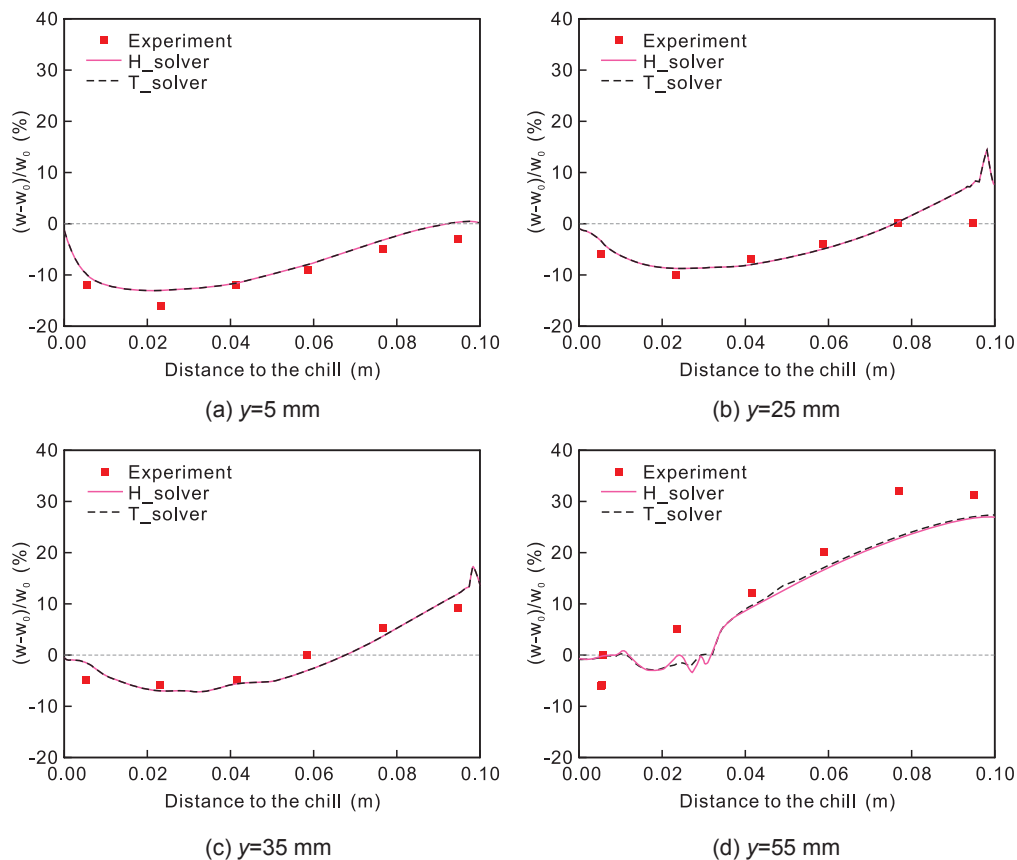 40
30
20
10
0
-10
-20
(w-w₀)/w₀ (%)
Experiment
H_solver
T_solver
0.00 0.02 0.04 0.06 0.08 0.10
Distance to the chill (m)
(a) y=5 mm
40
30
20
10
0
-10
-20
(w-w₀)/w₀ (%)
Experiment
H_solver
T_solver
0.00 0.02 0.04 0.06 0.08 0.10
Distance to the chill (m)
(b) y=25 mm
40
30
20
10
0
-10
-20
(w-w₀)/w₀ (%)
Experiment
H_solver
T_solver
0.00 0.02 0.04 0.06 0.08 0.10
Distance to the chill (m)
(c) y=35 mm
40
30
20
10
0
-10
-20
(w-w₀)/w₀ (%)
Experiment
H_solver
T_solver
0.00 0.02 0.04 0.06 0.08 0.10
Distance to the chill (m)
(d) y=55 mm